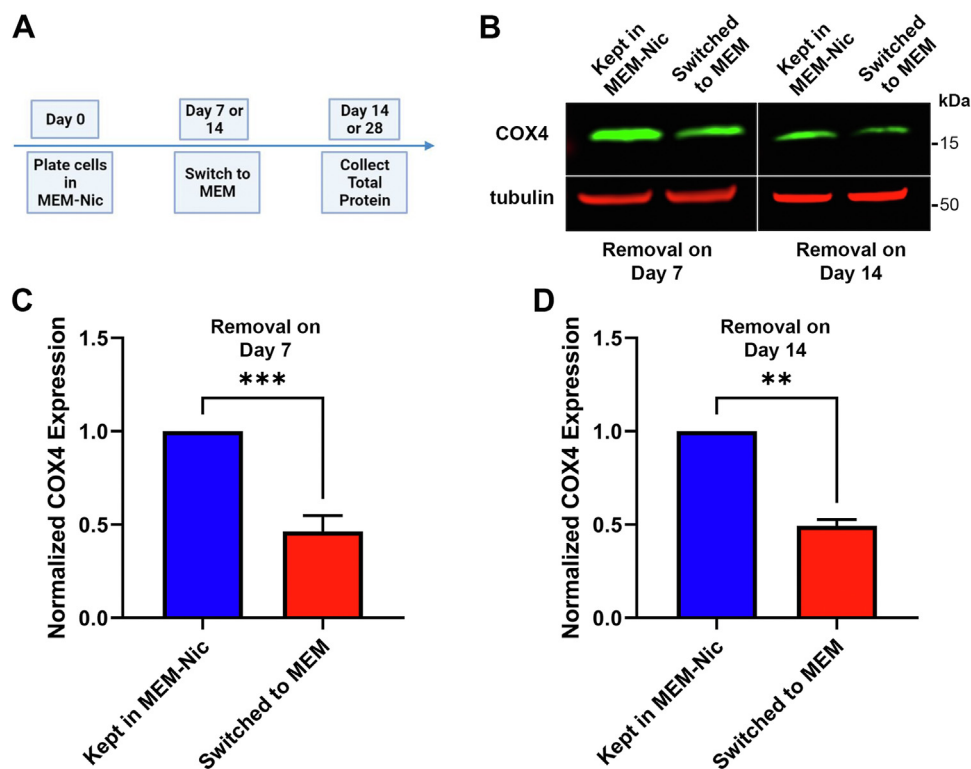 A
Day 0
Day 7 or
14
Day 14
or 28
Plate cells
in
MEM-Nic
Switch to
MEM
Collect
Total
Protein
B
Kept in
MEM-Nic
Switched
to MEM
Kept in
MEM-Nic
Switched
to MEM
kDa
COX4
-15
tubulin
-50
Removal on
Day 7
Removal on
Day 14
C
Removal on
Day 7
***
Normalized COX4 Expression
1.5
1.0
0.5
0.0
Kept in MEM-Nic
Switched to MEM
D
Removal on
Day 14
**
Normalized COX4 Expression
1.5
1.0
0.5
0.0
Kept in MEM-Nic
Switched to MEM